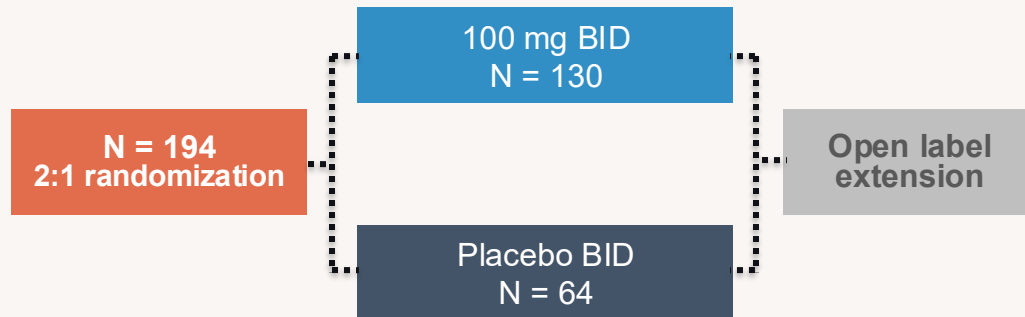 N = 194
2:1 randomization
100 mg BID
N = 130
Placebo BID
N = 64
Open label
extension